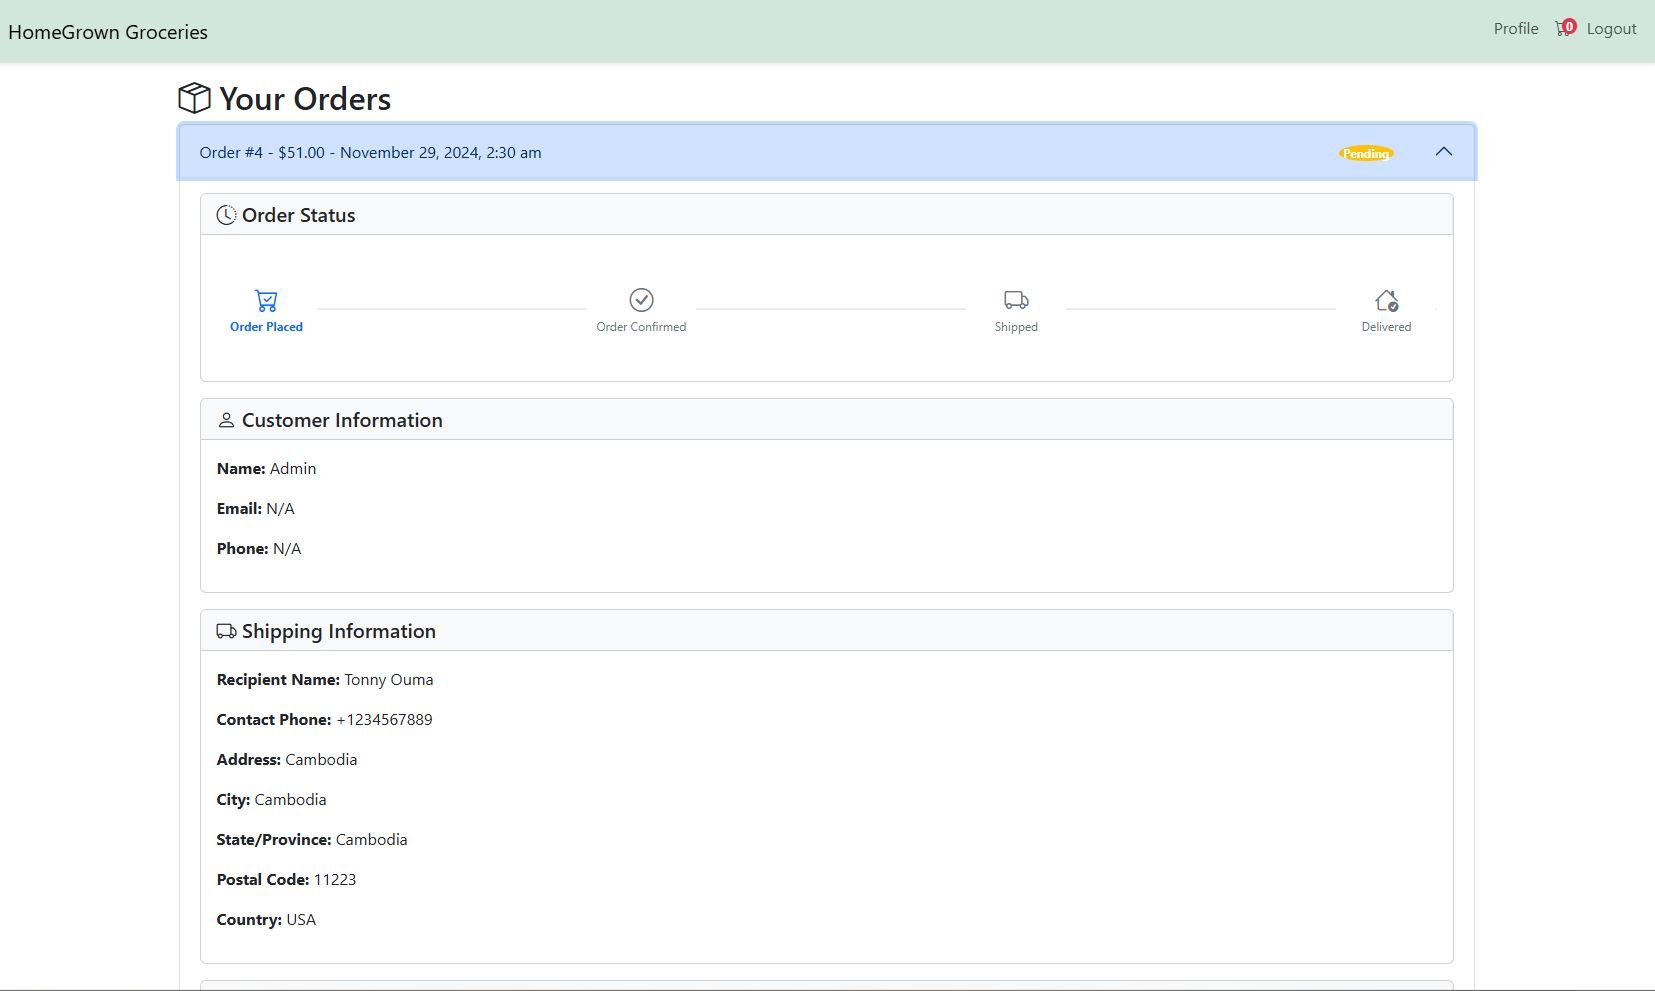 HomeGrown Groceries
Profile 0 Logout
Your Orders
Order #4 - $51.00 - November 29, 2024, 2:30 am Pending
Order Status
Order Placed Order Confirmed Shipped Delivered
Customer Information
Name: Admin
Email: N/A
Phone: N/A
Shipping Information
Recipient Name: Tonny Ouma
Contact Phone: +1234567889
Address: Cambodia
City: Cambodia
State/Province: Cambodia
Postal Code: 11223
Country: USA